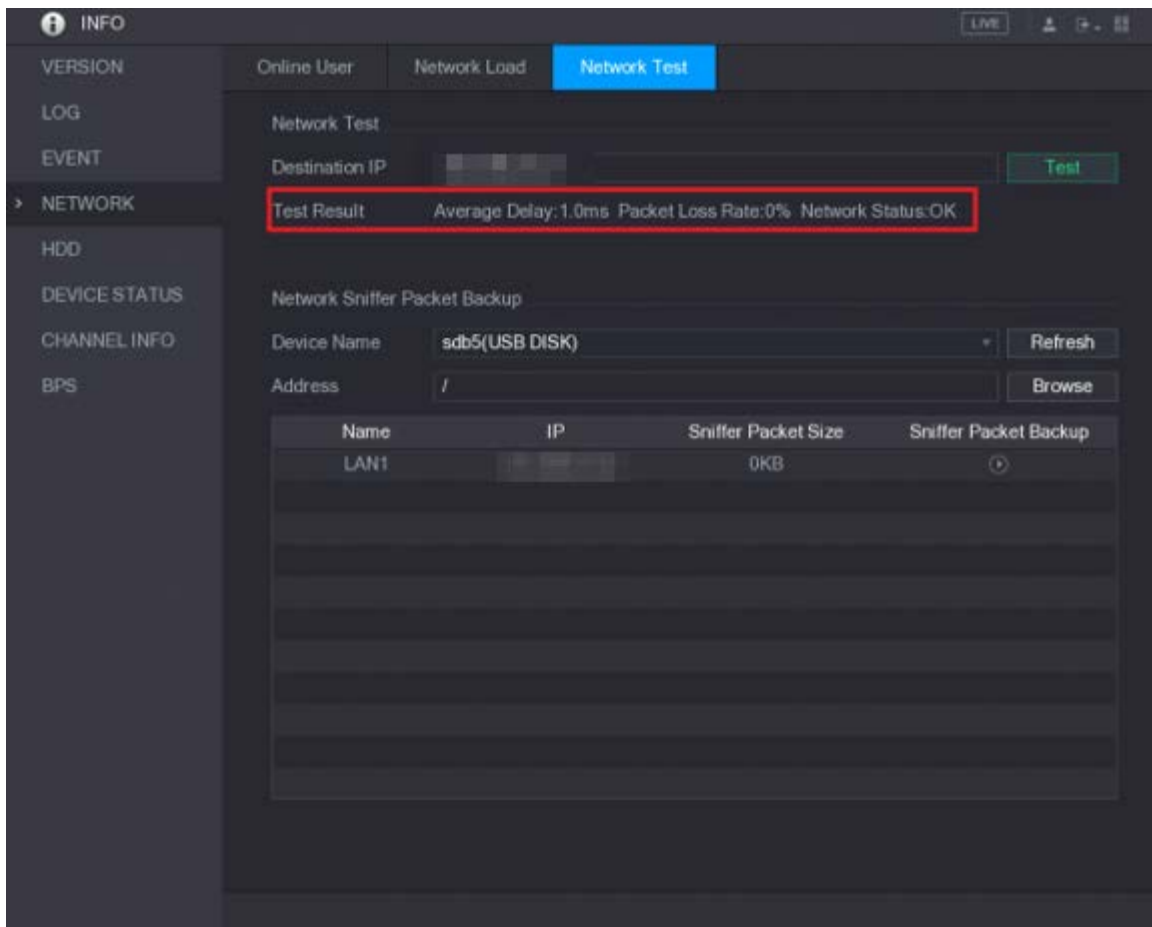 INFO LIVE
VERSION
LOG
EVENT
NETWORK
HDD
DEVICE STATUS
CHANNEL INFO
BPS
Online User Network Load Network Test
Network Test
Destination IP Test
Test Result Average Delay:1.0ms Packet Loss Rate:0% Network Status:OK
Network Sniffer Packet Backup
Device Name sdb5(USB DISK) Refresh
Address / Browse
Name IP Sniffer Packet Size Sniffer Packet Backup
LAN1 0KB